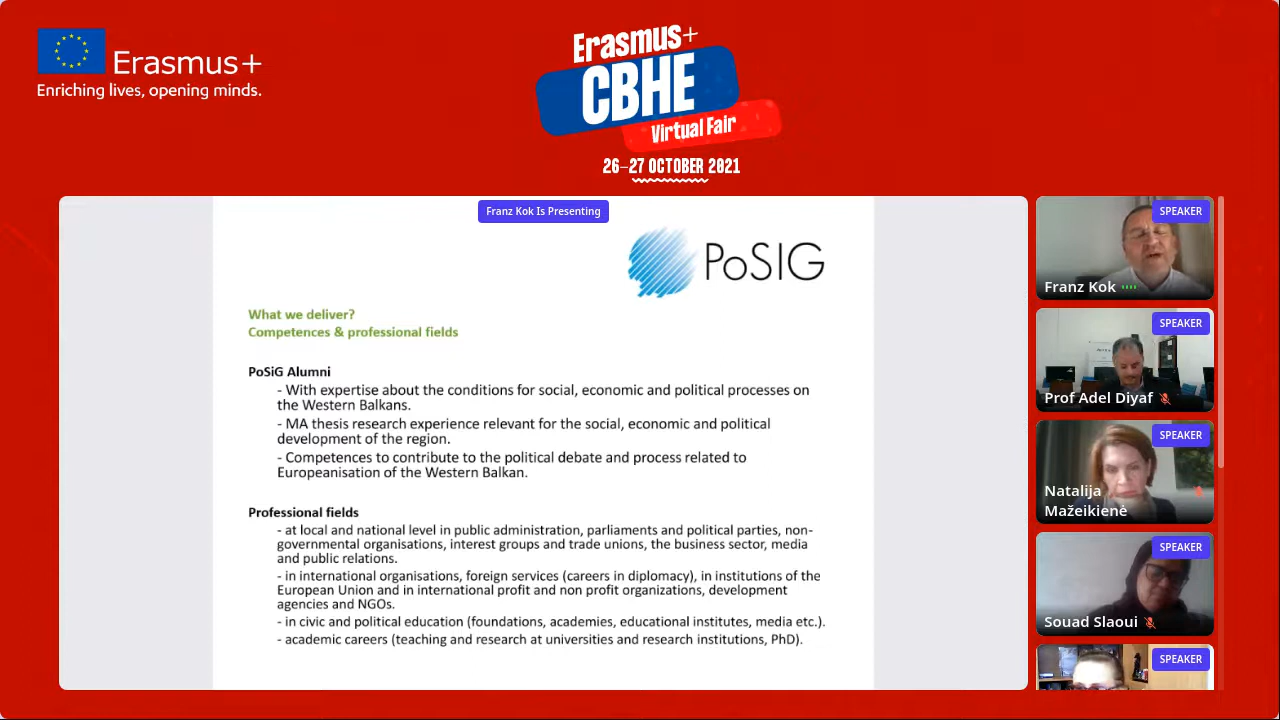 Erasmus+
Enriching lives, opening minds.
Erasmus+
CBHE
Virtual Fair
26–27 OCTOBER 2021
Franz Kok Is Presenting
PoSIG
What we deliver?
Competences & professional fields
PoSiG Alumni
- With expertise about the conditions for social, economic and political processes on
the Western Balkans.
- MA thesis research experience relevant for the social, economic and political
development of the region.
- Competences to contribute to the political debate and process related to
Europeanisation of the Western Balkan.
Professional fields
- at local and national level in public administration, parliaments and political parties, non-
governmental organisations, interest groups and trade unions, the business sector, media
and public relations.
- in international organisations, foreign services (careers in diplomacy), in institutions of the
European Union and in international profit and non profit organizations, development
agencies and NGOs.
- in civic and political education (foundations, academies, educational institutes, media etc.).
- academic careers (teaching and research at universities and research institutions, PhD).
SPEAKER
Franz Kok
SPEAKER
Prof Adel Diyaf
SPEAKER
Natalija
Mažeikienė
SPEAKER
Souad Slaoui
SPEAKER